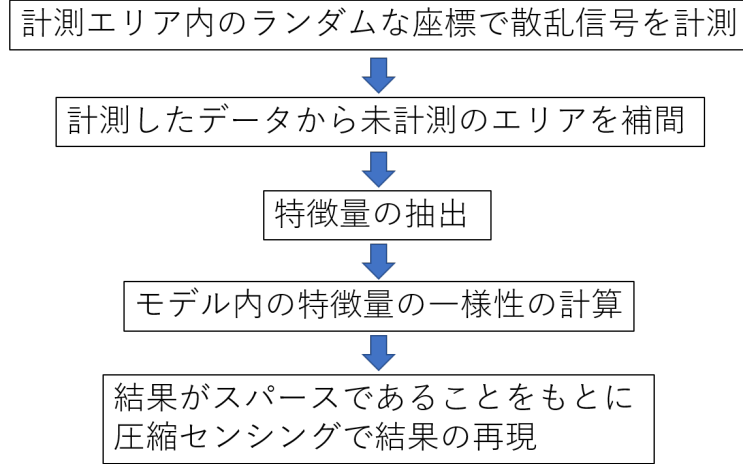 計測エリア内のランダムな座標で散乱信号を計測
計測したデータから未計測のエリアを補間
特徴量の抽出
モデル内の特徴量の一様性の計算
結果がスパースであることをもとに
圧縮センシングで結果の再現